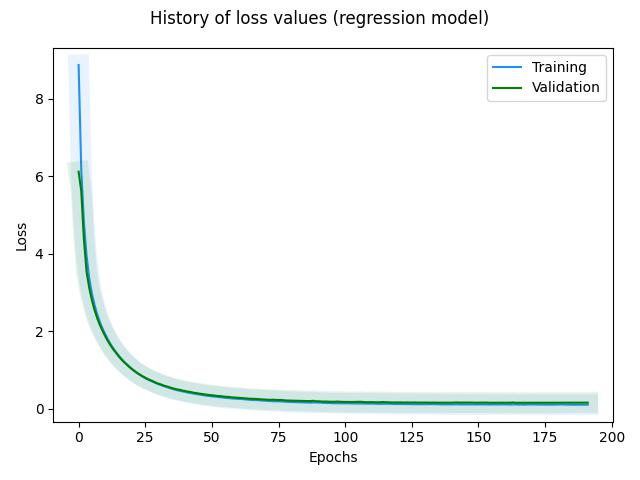 History of loss values (regression model)
Training
Validation
8
6
4
2
0
Loss
0 25 50 75 100 125 150 175 200
Epochs